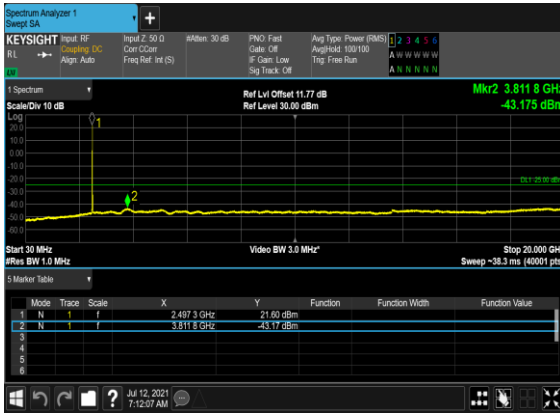 Spectrum Analyzer 1
Swept SA
KEYSIGHT Input: RF Input Z: 50 Ω #Atten: 30 dB PNO: Fast Avg Type: Power (RMS) 1 2 3 4 5 6
RL Coupling: DC Corr CCorr Gate: Off Avg|Hold: 100/100 A W W W W W
Align: Auto Freq Ref: Int (S) IF Gain: Low Trig: Free Run
Sig Track: Off A N N N N N
1 Spectrum Ref Lvl Offset 11.77 dB Mkr2 3.811 8 GHz
Scale/Div 10 dB Ref Level 30.00 dBm -43.175 dBm
Log
20.0
10.0
0.00
-10.0
-20.0
-30.0
-40.0
-50.0
-60.0
1
2
DL1 -25.00 dBm
Start 30 MHz Video BW 3.0 MHz* Stop 20.000 GHz
#Res BW 1.0 MHz Sweep ~38.3 ms (40001 pts)
5 Marker Table
Mode Trace Scale X Y Function Function Width Function Value
1 N 1 f 2.497 3 GHz 21.60 dBm
2 N 1 f 3.811 8 GHz -43.17 dBm
3
4
5
6
Jul 12, 2021
7:12:07 AM